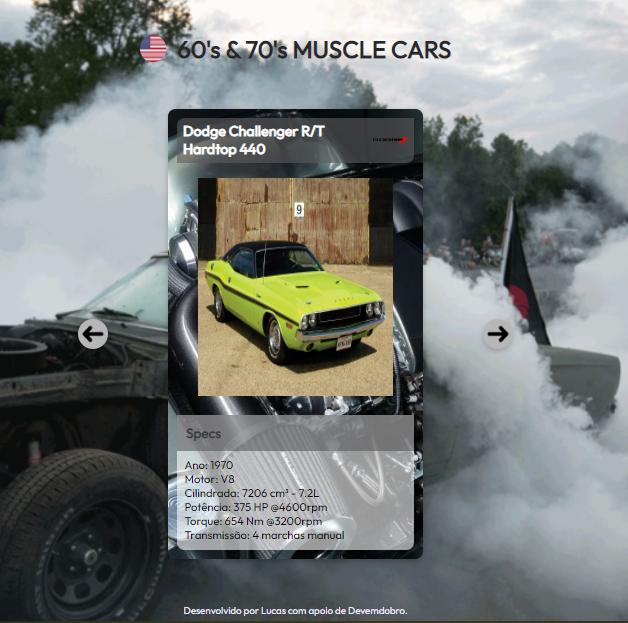 60's & 70's MUSCLE CARS
Dodge Challenger R/T
Hardtop 440
9
Specs
Ano: 1970
Motor: V8
Cilindrada: 7206 cm³ - 7.2L
Potência: 375 HP @4600rpm
Torque: 654 Nm @3200rpm
Transmissão: 4 marchas manual
Desenvolvido por Lucas com apoio de Devemdobro.